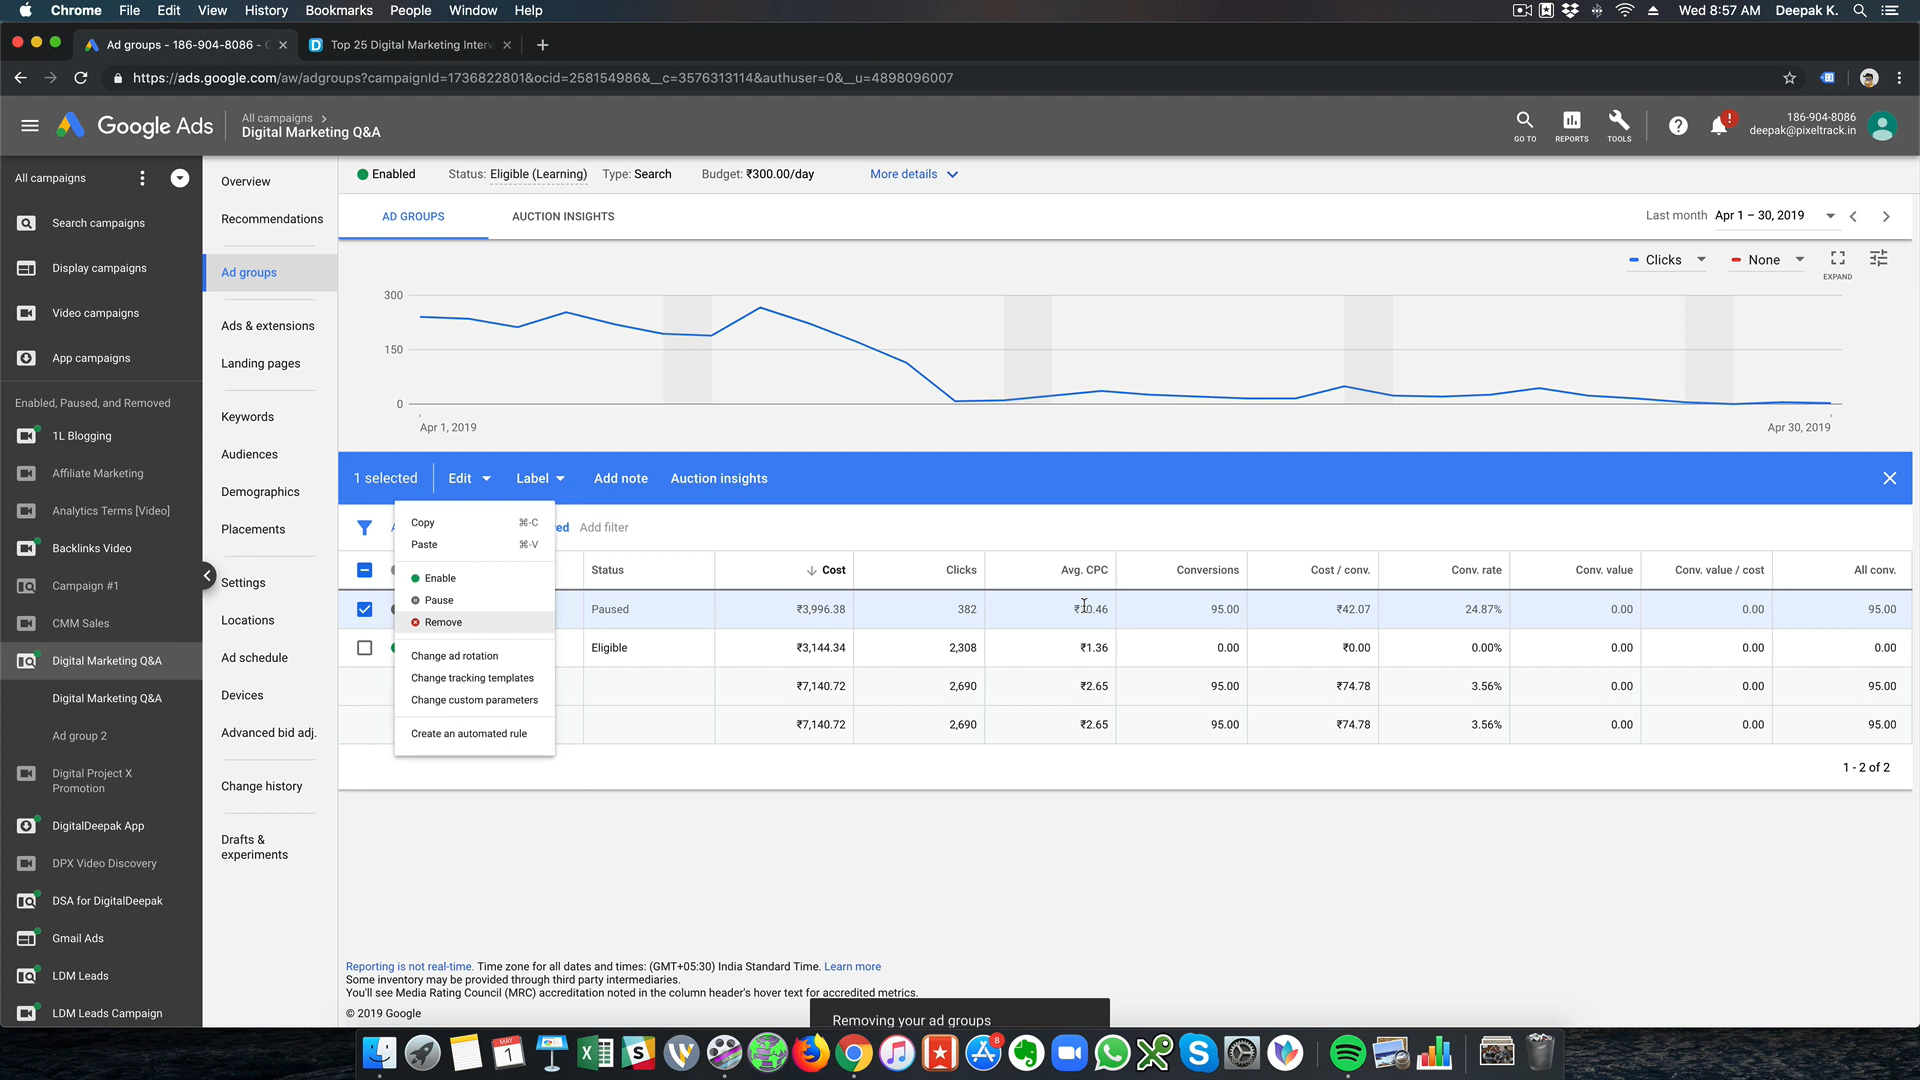 Chrome File Edit View History Bookmarks People Window Help
Wed 8:57 AM Deepak K.
Ad groups - 186-904-8086 -
Top 25 Digital Marketing Interv
https://ads.google.com/aw/adgroups?campaignId=1736822801&ocid=258154986&__c=3576313114&authuser=0&__u=4898096007
Google Ads
All campaigns
Digital Marketing Q&A
GO TO
REPORTS
TOOLS
186-904-8086
deepak@pixeltrack.in
All campaigns
Search campaigns
Display campaigns
Video campaigns
App campaigns
Enabled, Paused, and Removed
1L Blogging
Affiliate Marketing
Analytics Terms [Video]
Backlinks Video
Campaign #1
CMM Sales
Digital Marketing Q&A
Digital Marketing Q&A
Ad group 2
Digital Project X
Promotion
DigitalDeepak App
DPX Video Discovery
DSA for DigitalDeepak
Gmail Ads
LDM Leads
LDM Leads Campaign
Overview
Recommendations
Ad groups
Ads & extensions
Landing pages
Keywords
Audiences
Demographics
Placements
Settings
Locations
Ad schedule
Devices
Advanced bid adj.
Change history
Drafts &
experiments
Enabled Status: Eligible (Learning) Type: Search Budget: ₹300.00/day More details
AD GROUPS AUCTION INSIGHTS
Last month Apr 1 – 30, 2019
Clicks None
EXPAND
300
150
0
Apr 1, 2019 Apr 30, 2019
1 selected Edit Label Add note Auction insights
Add filter
Copy ⌘-C
Paste ⌘-V
Enable
Pause
Remove
Change ad rotation
Change tracking templates
Change custom parameters
Create an automated rule
Status Cost Clicks Avg. CPC Conversions Cost / conv. Conv. rate Conv. value Conv. value / cost All conv.
Paused ₹3,996.38 382 ₹10.46 95.00 ₹42.07 24.87% 0.00 0.00 95.00
Eligible ₹3,144.34 2,308 ₹1.36 0.00 ₹0.00 0.00% 0.00 0.00 0.00
₹7,140.72 2,690 ₹2.65 95.00 ₹74.78 3.56% 0.00 0.00 95.00
₹7,140.72 2,690 ₹2.65 95.00 ₹74.78 3.56% 0.00 0.00 95.00
1 - 2 of 2
Reporting is not real-time. Time zone for all dates and times: (GMT+05:30) India Standard Time. Learn more
Some inventory may be provided through third party intermediaries.
You'll see Media Rating Council (MRC) accreditation noted in the column header's hover text for accredited metrics.
© 2019 Google
Removing your ad groups
MAY
1
8